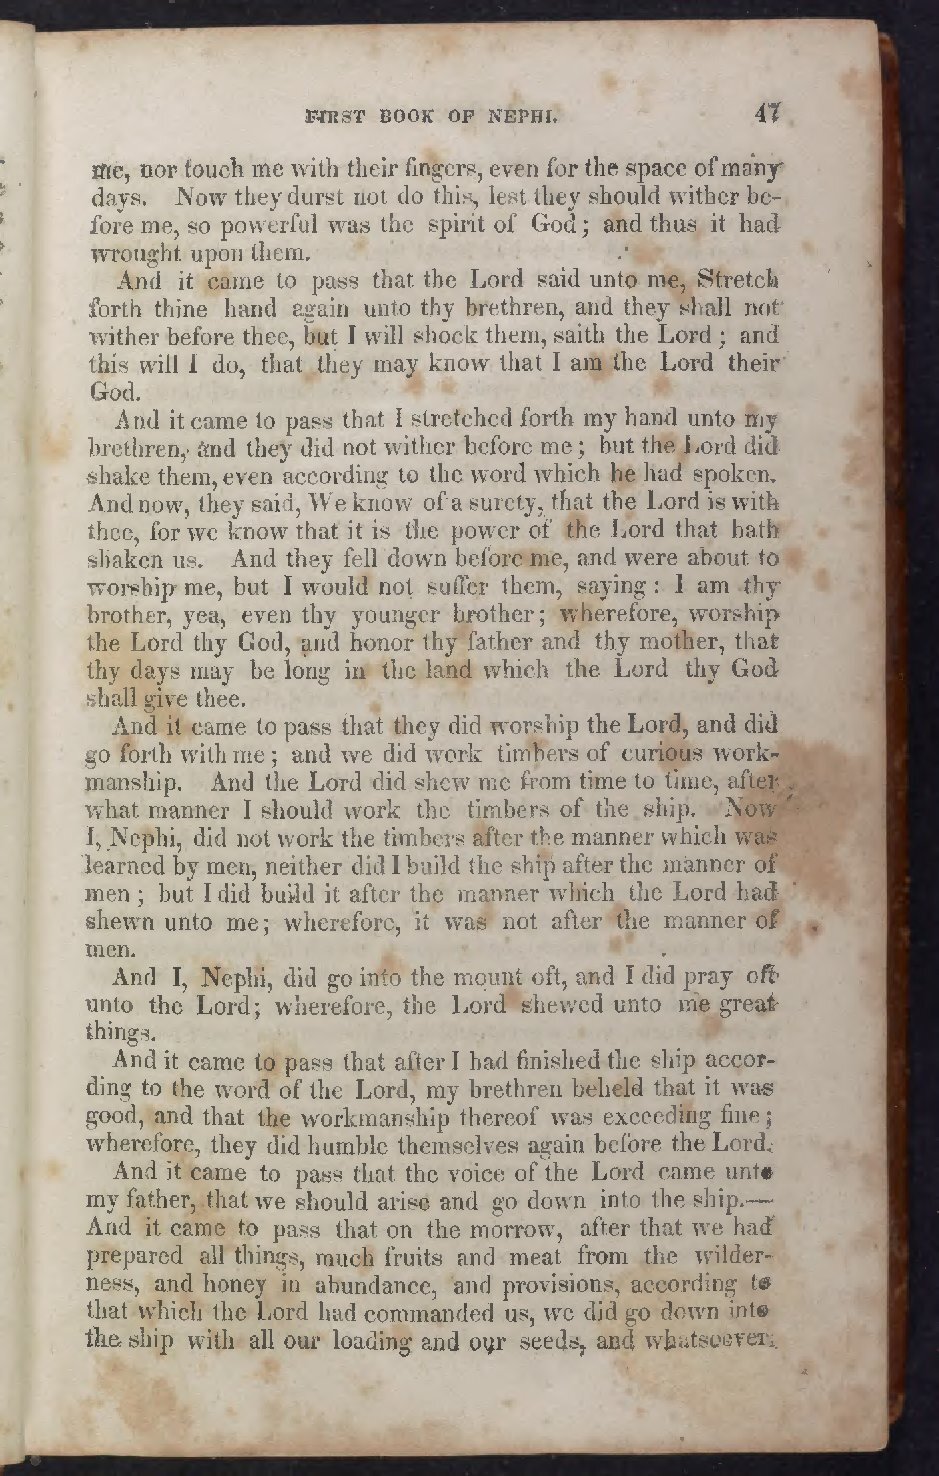 FIRST BOOK OF NEPHI. 47
me, nor touch me with their fingers, even for the space of many
days. Now they durst not do this, lest they should wither be-
fore me, so powerful was the spirit of God; and thus it had
wrought upon them.
And it came to pass that the Lord said unto me, Stretch
forth thine hand again unto thy brethren, and they shall not
wither before thee, but I will shock them, saith the Lord; and
this will I do, that they may know that I am the Lord their
God.
And it came to pass that I stretched forth my hand unto my
brethren, and they did not wither before me; but the Lord did
shake them, even according to the word which he had spoken.
And now, they said, We know of a surety, that the Lord is with
thee, for we know that it is the power of the Lord that hath
shaken us. And they fell down before me, and were about to
worship me, but I would not suffer them, saying: I am thy
brother, yea, even thy younger brother; wherefore, worship
the Lord thy God, and honor thy father and thy mother, that
thy days may be long in the land which the Lord thy God
shall give thee.
And it came to pass that they did worship the Lord, and did
go forth with me; and we did work timbers of curious work-
manship. And the Lord did shew me from time to time, after
what manner I should work the timbers of the ship. Now
I, Nephi, did not work the timbers after the manner which was
learned by men, neither did I build the ship after the manner of
men; but I did build it after the manner which the Lord had
shewn unto me; wherefore, it was not after the manner of
men.
And I, Nephi, did go into the mount oft, and I did pray oft
unto the Lord; wherefore, the Lord shewed unto me great
things.
And it came to pass that after I had finished the ship accor-
ding to the word of the Lord, my brethren beheld that it was
good, and that the workmanship thereof was exceeding fine;
wherefore, they did humble themselves again before the Lord.
And it came to pass that the voice of the Lord came unto
my father, that we should arise and go down into the ship.—
And it came to pass that on the morrow, after that we had
prepared all things, much fruits and meat from the wilder-
ness, and honey in abundance, and provisions, according to
that which the Lord had commanded us, we did go down into
the ship with all our loading and our seeds, and whatsoever